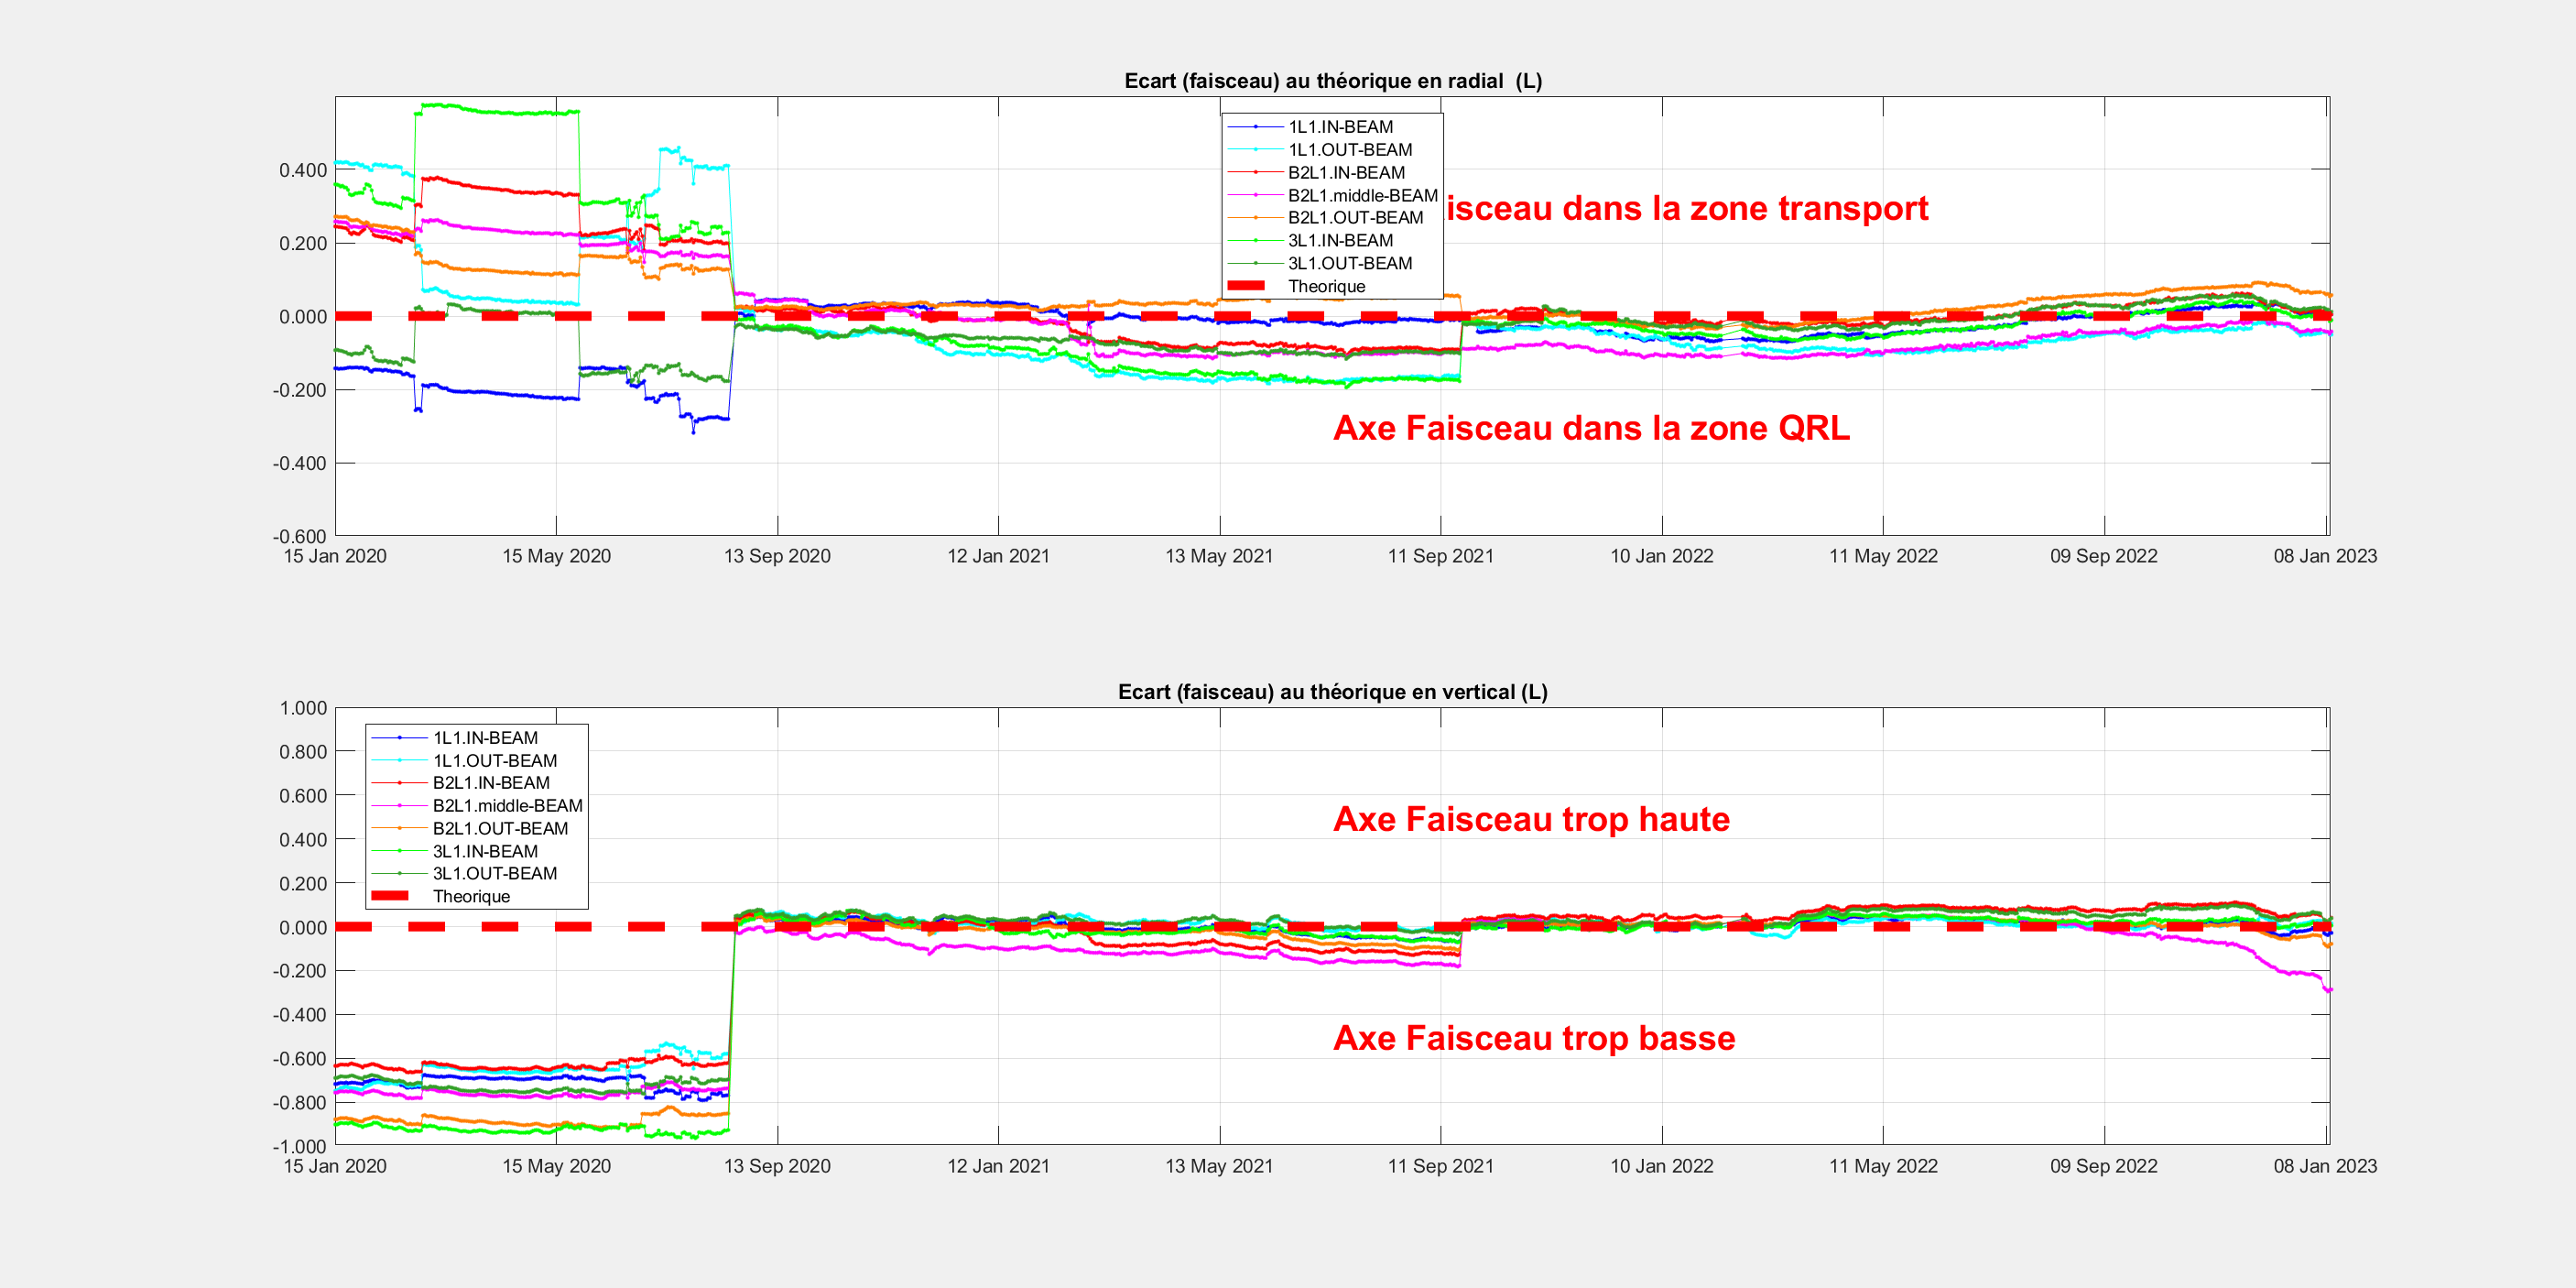 Ecart (faisceau) au théorique en radial  (L)
0.400
0.200
0.000
-0.200
-0.400
-0.600
1L1.IN-BEAM
1L1.OUT-BEAM
B2L1.IN-BEAM
B2L1.middle-BEAM
B2L1.OUT-BEAM
3L1.IN-BEAM
3L1.OUT-BEAM
Theorique
isceau dans la zone transport
Axe Faisceau dans la zone QRL
15 Jan 2020 15 May 2020 13 Sep 2020 12 Jan 2021 13 May 2021 11 Sep 2021 10 Jan 2022 11 May 2022 09 Sep 2022 08 Jan 2023
Ecart (faisceau) au théorique en vertical (L)
1.000
0.800
0.600
0.400
0.200
0.000
-0.200
-0.400
-0.600
-0.800
-1.000
1L1.IN-BEAM
1L1.OUT-BEAM
B2L1.IN-BEAM
B2L1.middle-BEAM
B2L1.OUT-BEAM
3L1.IN-BEAM
3L1.OUT-BEAM
Theorique
Axe Faisceau trop haute
Axe Faisceau trop basse
15 Jan 2020 15 May 2020 13 Sep 2020 12 Jan 2021 13 May 2021 11 Sep 2021 10 Jan 2022 11 May 2022 09 Sep 2022 08 Jan 2023